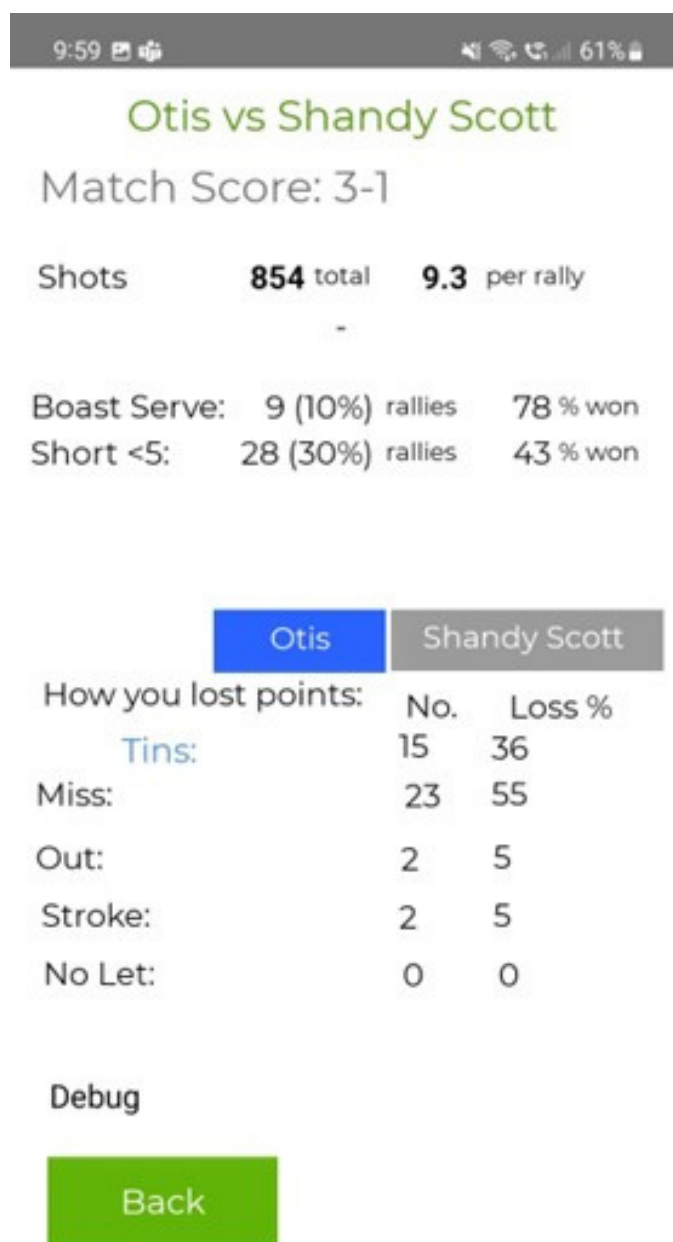 9:59 61%
Otis vs Shandy Scott
Match Score: 3-1
Shots 854 total 9.3 per rally
-
Boast Serve: 9 (10%) rallies 78 % won
Short <5: 28 (30%) rallies 43 % won
Otis Shandy Scott
How you lost points: No. Loss %
Tins: 15 36
Miss: 23 55
Out: 2 5
Stroke: 2 5
No Let: 0 0
Debug
Back